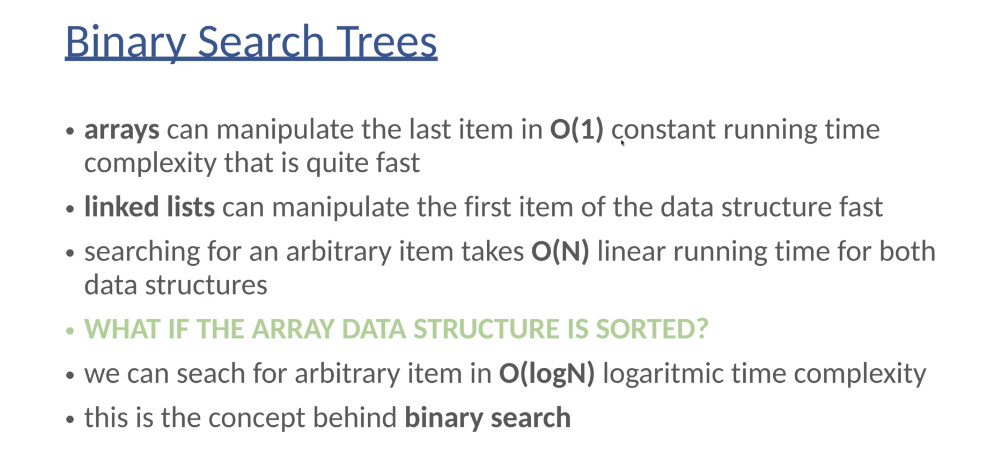 Binary Search Trees
• arrays can manipulate the last item in O(1) constant running time
complexity that is quite fast
• linked lists can manipulate the first item of the data structure fast
• searching for an arbitrary item takes O(N) linear running time for both
data structures
• WHAT IF THE ARRAY DATA STRUCTURE IS SORTED?
• we can seach for arbitrary item in O(logN) logaritmic time complexity
• this is the concept behind binary search